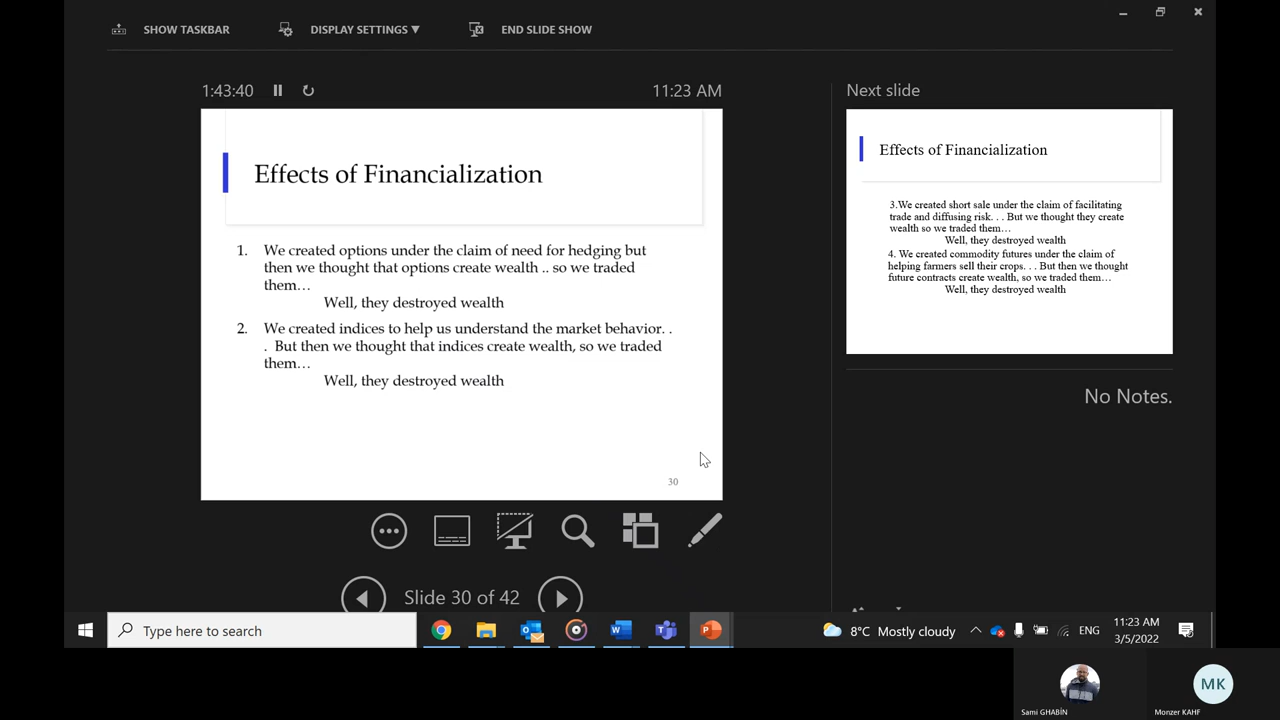 SHOW TASKBAR
DISPLAY SETTINGS ▼
END SLIDE SHOW
1:43:40
11:23 AM
Effects of Financialization
1. We created options under the claim of need for hedging but
then we thought that options create wealth .. so we traded
them…
Well, they destroyed wealth
2. We created indices to help us understand the market behavior. .
. But then we thought that indices create wealth, so we traded
them…
Well, they destroyed wealth
30
Slide 30 of 42
Next slide
Effects of Financialization
3.We created short sale under the claim of facilitating
trade and diffusing risk. . . But we thought they create
wealth so we traded them…
Well, they destroyed wealth
4. We created commodity futures under the claim of
helping farmers sell their crops. . . But then we thought
future contracts create wealth, so we traded them…
Well, they destroyed wealth
No Notes.
Type here to search
8°C Mostly cloudy
ENG
11:23 AM
3/5/2022
Sami GHABİN
MK
Monzer KAHF